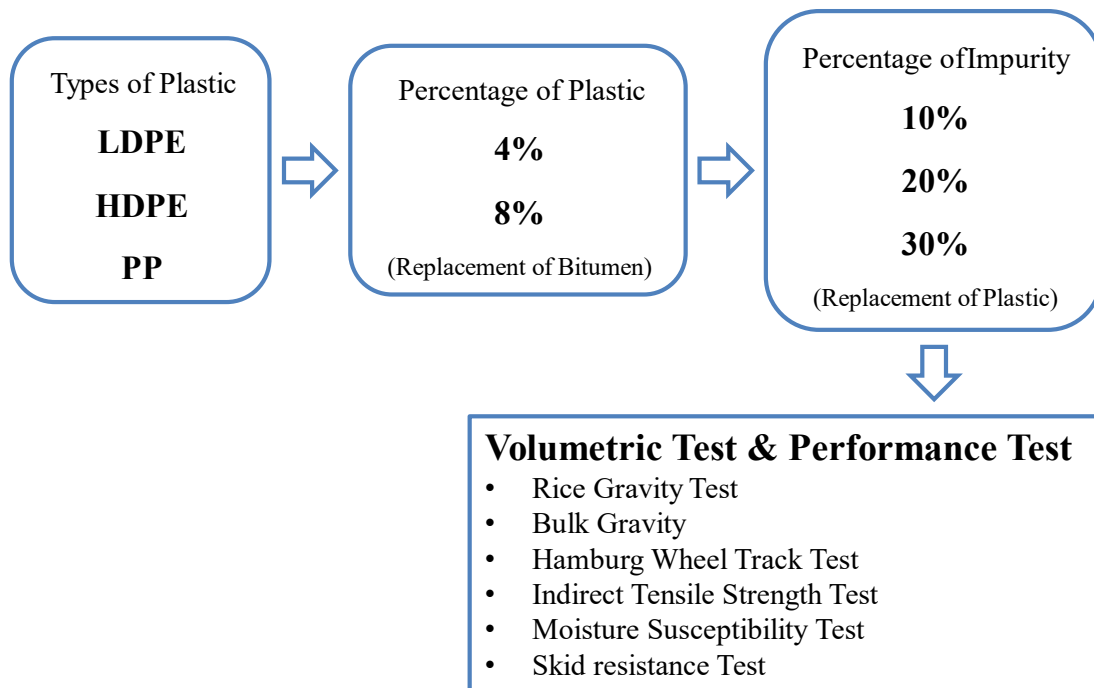 Types of Plastic
LDPE
HDPE
PP
Percentage of Plastic
4%
8%
(Replacement of Bitumen)
Percentage of Impurity
10%
20%
30%
(Replacement of Plastic)
Volumetric Test & Performance Test
• Rice Gravity Test
• Bulk Gravity
• Hamburg Wheel Track Test
• Indirect Tensile Strength Test
• Moisture Susceptibility Test
• Skid resistance Test